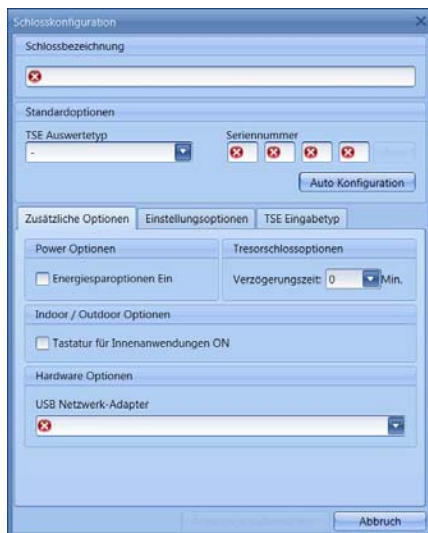 Schlosskonfiguration
Schlossbezeichnung
Standardoptionen
TSE Auswertetyp
Seriennummer
-
Auto Konfiguration
Zusätzliche Optionen Einstellungsoptionen TSE Eingabetyp
Power Optionen
Tresorschlossoptionen
Energiesparoptionen Ein
Verzögerungszeit: 0 Min.
Indoor / Outdoor Optionen
Tastatur für Innenanwendungen ON
Hardware Optionen
USB Netzwerk-Adapter
Abbruch